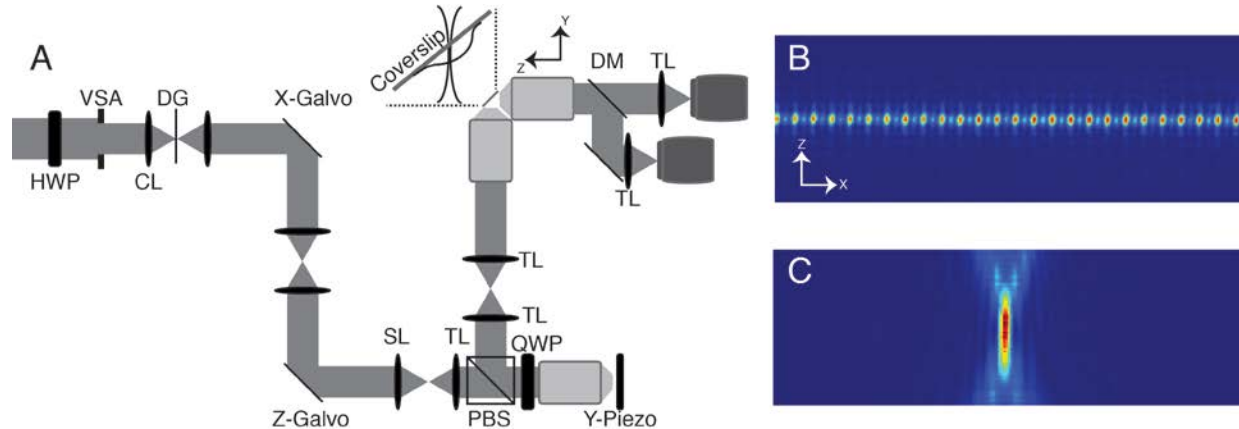 A
VSA
DG
X-Galvo
HWP
CL
Coverslip
Y
Z
DM
TL
TL
TL
TL
SL
TL
QWP
Z-Galvo
PBS
Y-Piezo
B
Z
X
C